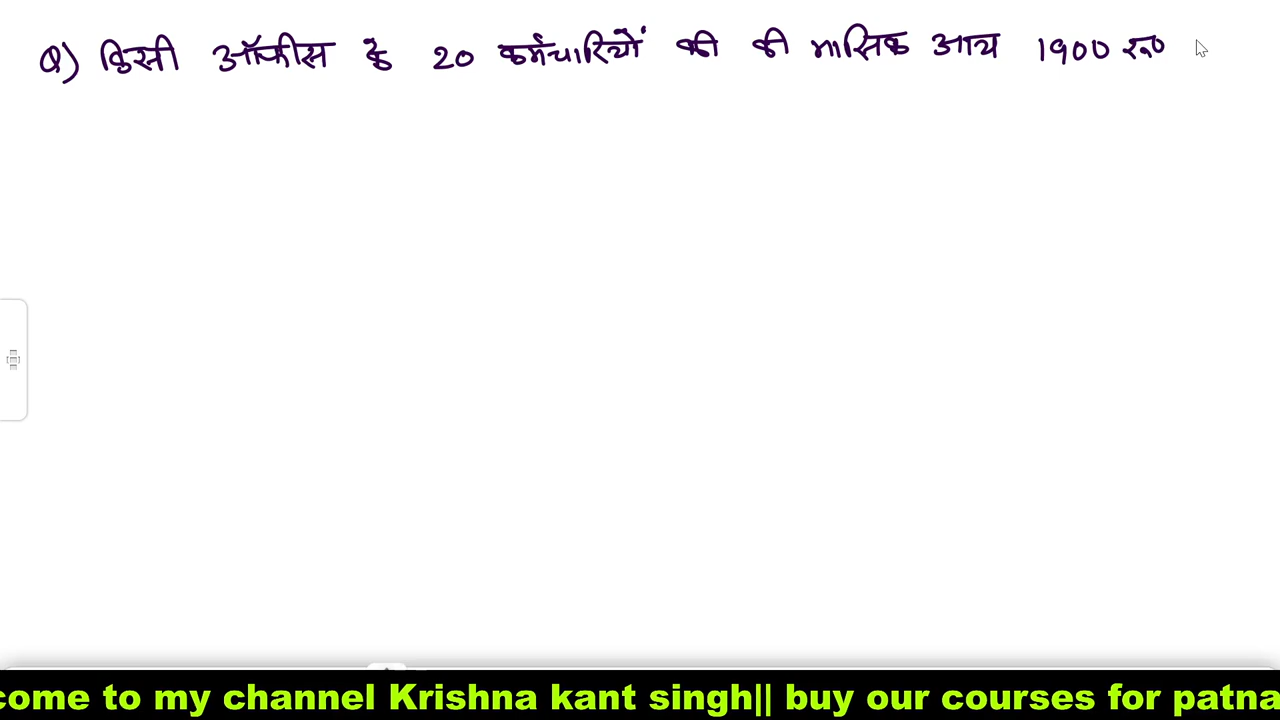 Q) किसी ऑफीस के 20 कर्मचारियों की की मासिक आय 1900 रू०
come to my channel Krishna kant singh|| buy our courses for patna